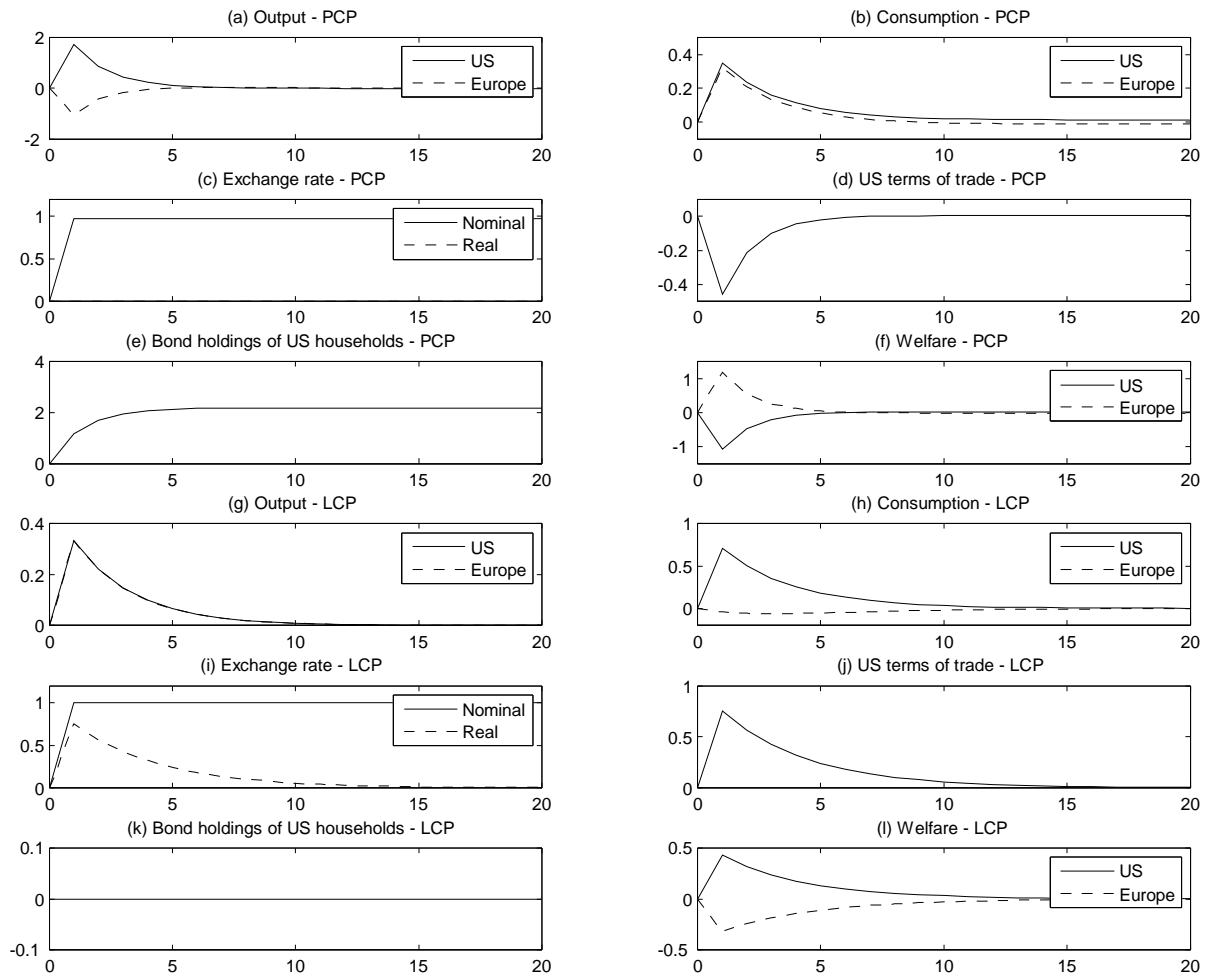 (a) Output - PCP
2
0
-2
0 5 10 15 20
US
Europe
(b) Consumption - PCP
0.4
0.2
0
0 5 10 15 20
US
Europe
(c) Exchange rate - PCP
1
0.5
0
0 5 10 15 20
Nominal
Real
(d) US terms of trade - PCP
0
-0.2
-0.4
0 5 10 15 20
(e) Bond holdings of US households - PCP
4
2
0
0 5 10 15 20
(f) Welfare - PCP
1
0
-1
0 5 10 15 20
US
Europe
(g) Output - LCP
0.4
0.2
0
0 5 10 15 20
US
Europe
(h) Consumption - LCP
1
0.5
0
0 5 10 15 20
US
Europe
(i) Exchange rate - LCP
1
0.5
0
0 5 10 15 20
Nominal
Real
(j) US terms of trade - LCP
1
0.5
0
0 5 10 15 20
(k) Bond holdings of US households - LCP
0.1
0
-0.1
0 5 10 15 20
(l) Welfare - LCP
0.5
0
-0.5
0 5 10 15 20
US
Europe